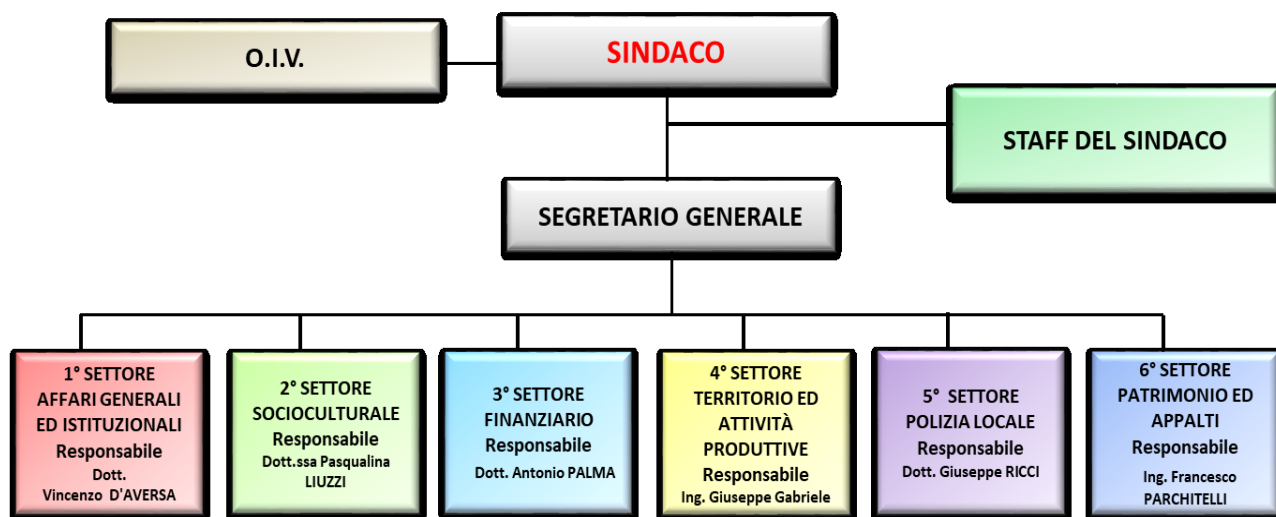 O.I.V.
SINDACO
STAFF DEL SINDACO
SEGRETARIO GENERALE
1° SETTORE
AFFARI GENERALI
ED ISTITUZIONALI
Responsabile
Dott.
Vincenzo D'AVERSA
2° SETTORE
SOCIOCULTURALE
Responsabile
Dott.ssa Pasqualina
LIUZZI
3° SETTORE
FINANZIARIO
Responsabile
Dott. Antonio PALMA
4° SETTORE
TERRITORIO ED
ATTIVITÀ
PRODUTTIVE
Responsabile
Ing. Giuseppe Gabriele
5° SETTORE
POLIZIA LOCALE
Responsabile
Dott. Giuseppe RICCI
6° SETTORE
PATRIMONIO ED
APPALTI
Responsabile
Ing. Francesco
PARCHITELLI